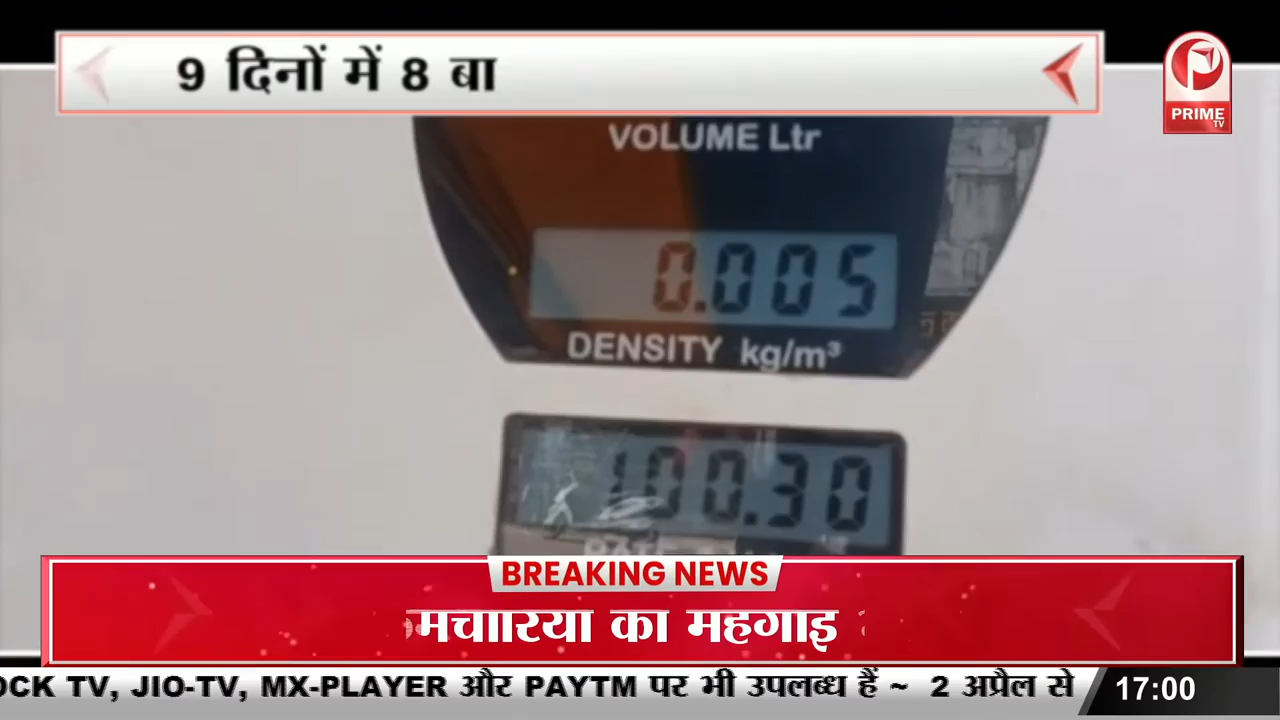 9 दिनों में 8 बा
PRIME
TV
VOLUME Ltr
0.005
DENSITY kg/m³
100.30
BREAKING NEWS
का महगाइ
OCK TV, JIO-TV, MX-PLAYER और PAYTM पर भी उपलब्ध हैं ~ 2 अप्रैल से
17:00